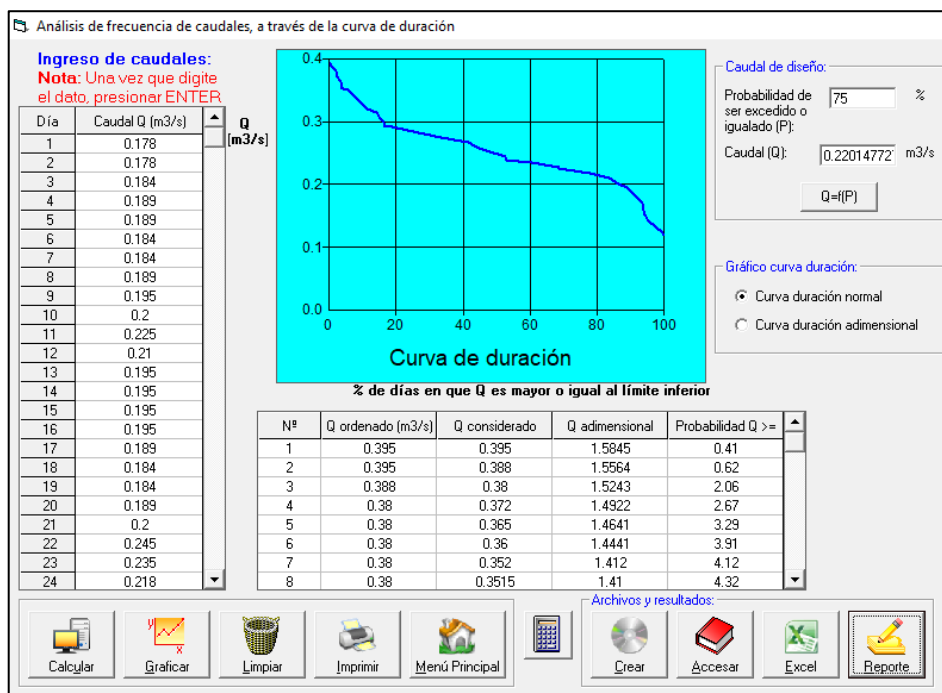 Análisis de frecuencia de caudales, a través de la curva de duración
Ingreso de caudales:
Nota: Una vez que digite
el dato, presionar ENTER
Día Caudal Q (m3/s)
1 0.178
2 0.178
3 0.184
4 0.189
5 0.189
6 0.184
7 0.184
8 0.189
9 0.195
10 0.2
11 0.225
12 0.21
13 0.195
14 0.195
15 0.195
16 0.195
17 0.189
18 0.184
19 0.184
20 0.189
21 0.2
22 0.245
23 0.235
24 0.218
Q
[m3/s]
0.4
0.3
0.2
0.1
0.0
0 20 40 60 80 100
Curva de duración
% de días en que Q es mayor o igual al límite inferior
Caudal de diseño:
Probabilidad de
ser excedido o
igualado (P):
75 %
Caudal (Q): 0.22014772 m3/s
Q=f(P)
Gráfico curva duración:
Curva duración normal
Curva duración adimensional
Nº Q ordenado (m3/s) Q considerado Q adimensional Probabilidad Q >=
1 0.395 0.395 1.5845 0.41
2 0.395 0.388 1.5564 0.62
3 0.388 0.38 1.5243 2.06
4 0.38 0.372 1.4922 2.67
5 0.38 0.365 1.4641 3.29
6 0.38 0.36 1.4441 3.91
7 0.38 0.352 1.412 4.12
8 0.38 0.3515 1.41 4.32
Calcular Graficar Limpiar Imprimir Menú Principal
Archivos y resultados:
Crear Accesar Excel Reporte